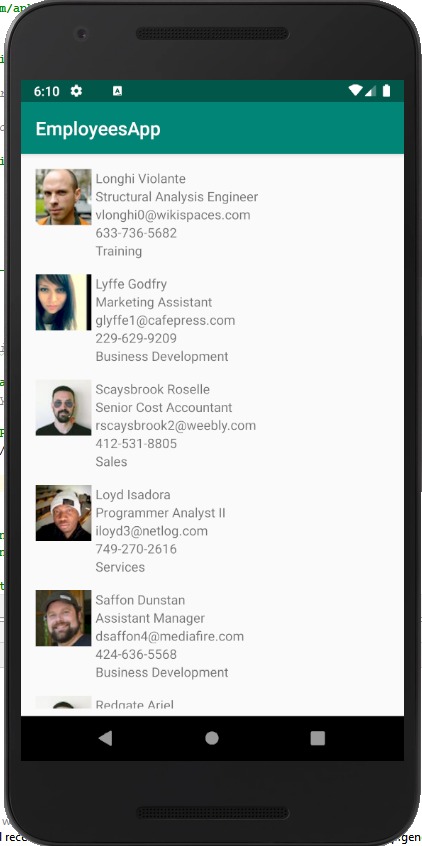 6:10
EmployeesApp
Longhi Violante
Structural Analysis Engineer
vlonghi0@wikispaces.com
633-736-5682
Training
Lyffe Godfry
Marketing Assistant
glyffe1@cafepress.com
229-629-9209
Business Development
Scaysbrook Roselle
Senior Cost Accountant
rscaysbrook2@weebly.com
412-531-8805
Sales
Loyd Isadora
Programmer Analyst II
iloyd3@netlog.com
749-270-2616
Services
Saffon Dunstan
Assistant Manager
dsaffon4@mediafire.com
424-636-5568
Business Development
Redgate Ariel